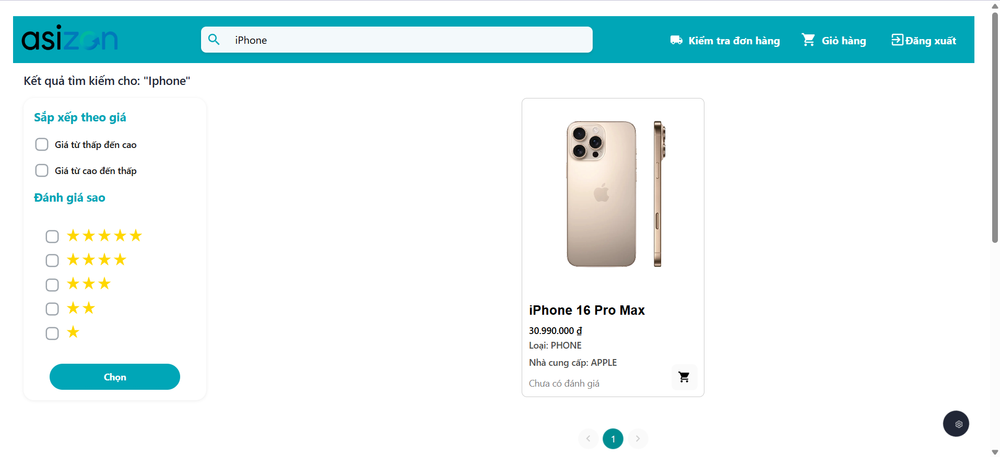 asizon
iPhone
Kiểm tra đơn hàng
Giỏ hàng
Đăng xuất
Kết quả tìm kiếm cho: "Iphone"
Sắp xếp theo giá
Giá từ thấp đến cao
Giá từ cao đến thấp
Đánh giá sao
Chọn
iPhone 16 Pro Max
30.990.000 ₫
Loại: PHONE
Nhà cung cấp: APPLE
Chưa có đánh giá
1